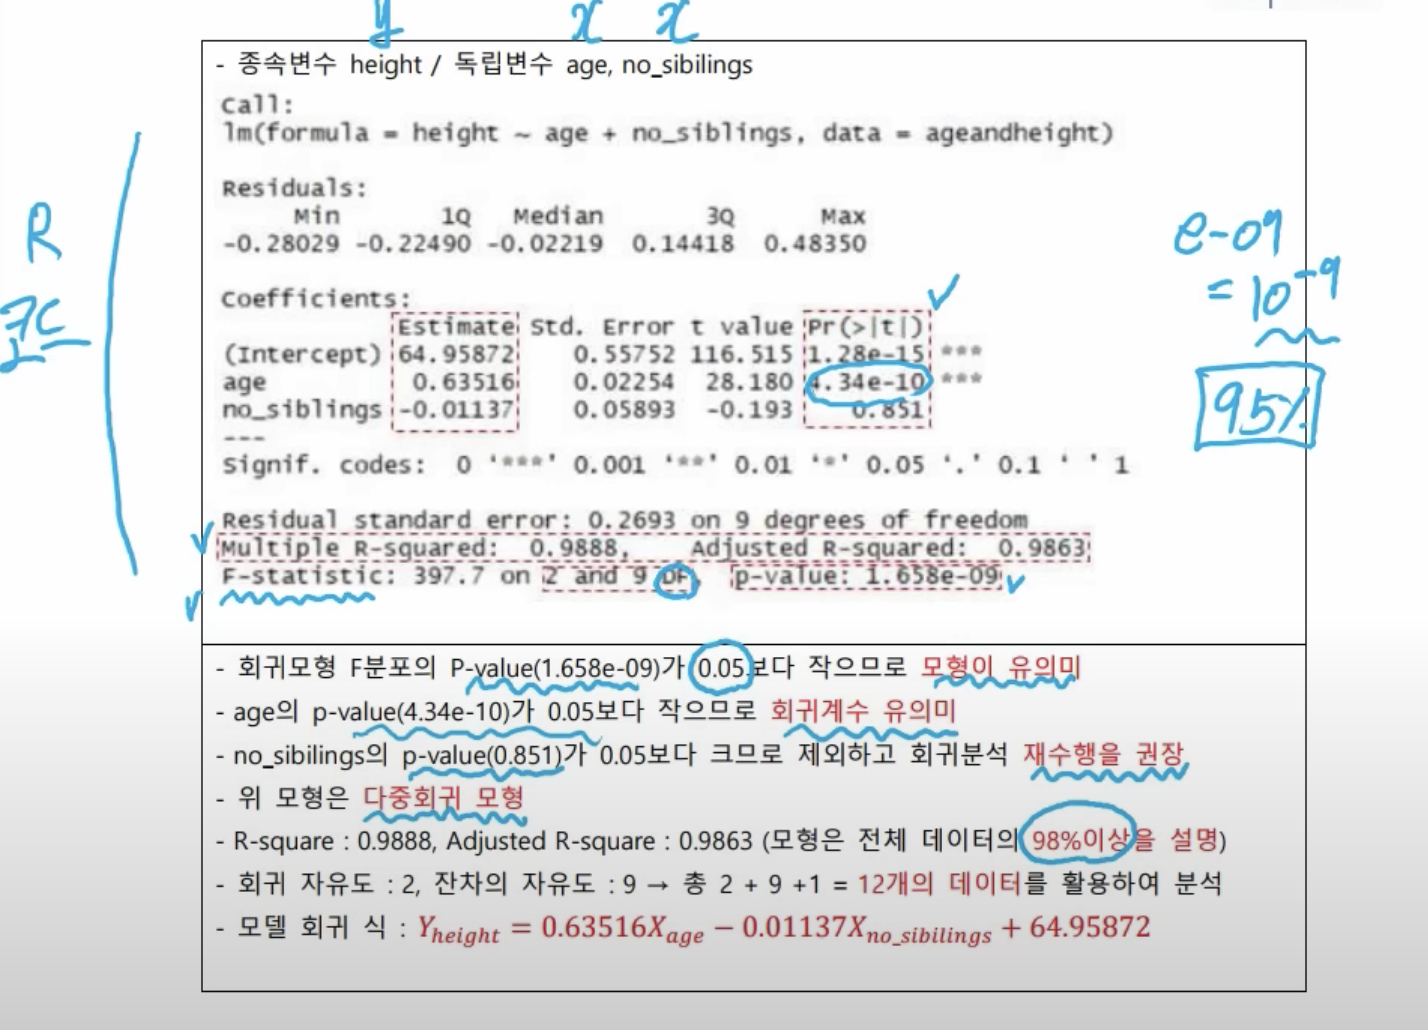 y x x
- 종속변수 height / 독립변수 age, no_sibilings
Call:
lm(formula = height ~ age + no_siblings, data = ageandheight)
Residuals:
Min 1Q Median 3Q Max
-0.28029 -0.22490 -0.02219 0.14418 0.48350
R
e-09
= 10^-9
Coefficients:
Estimate Std. Error t value Pr(>|t|)
(Intercept) 64.95872 0.55752 116.515 1.28e-15 ***
age 0.63516 0.02254 28.180 4.34e-10 ***
no_siblings -0.01137 0.05893 -0.193 0.851
95%
---
Signif. codes: 0 ‘***’ 0.001 ‘**’ 0.01 ‘*’ 0.05 ‘.’ 0.1 ‘ ’ 1
Residual standard error: 0.2693 on 9 degrees of freedom
Multiple R-squared: 0.9888, Adjusted R-squared: 0.9863
F-statistic: 397.7 on 2 and 9 DF, p-value: 1.658e-09
- 회귀모형 F분포의 P-value(1.658e-09)가 0.05보다 작으므로 모형이 유의미
- age의 p-value(4.34e-10)가 0.05보다 작으므로 회귀계수 유의미
- no_sibilings의 p-value(0.851)가 0.05보다 크므로 제외하고 회귀분석 재수행을 권장
- 위 모형은 다중회귀 모형
- R-square : 0.9888, Adjusted R-square : 0.9863 (모형은 전체 데이터의 98%이상을 설명)
- 회귀 자유도 : 2, 잔차의 자유도 : 9 → 총 2 + 9 +1 = 12개의 데이터를 활용하여 분석
- 모델 회귀 식 : Y_height = 0.63516X_age − 0.01137X_no_sibilings + 64.95872